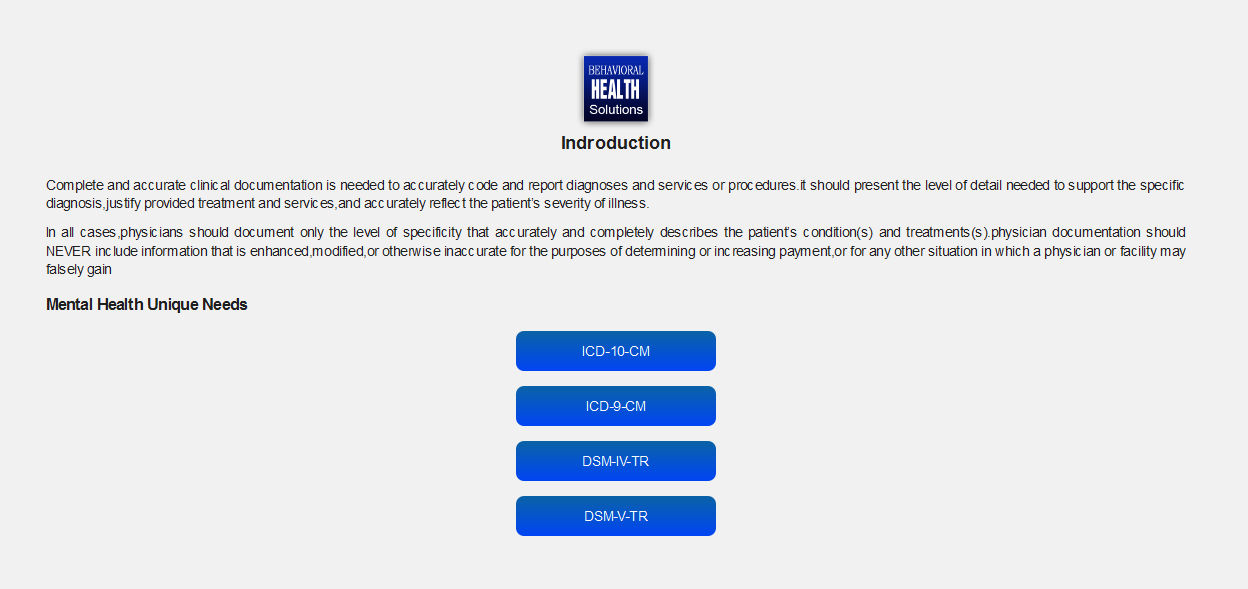 BEHAVIORAL
HEALTH
Solutions
Indroduction
Complete and accurate clinical documentation is needed to accurately code and report diagnoses and services or procedures.it should present the level of detail needed to support the specific
diagnosis,justify provided treatment and services,and accurately reflect the patient's severity of illness.
In all cases,physicians should document only the level of specificity that accurately and completely describes the patient's condition(s) and treatments(s).physician documentation should
NEVER include information that is enhanced,modified,or otherwise inaccurate for the purposes of determining or increasing payment,or for any other situation in which a physician or facility may
falsely gain
Mental Health Unique Needs
ICD-10-CM
ICD-9-CM
DSM-IV-TR
DSM-V-TR